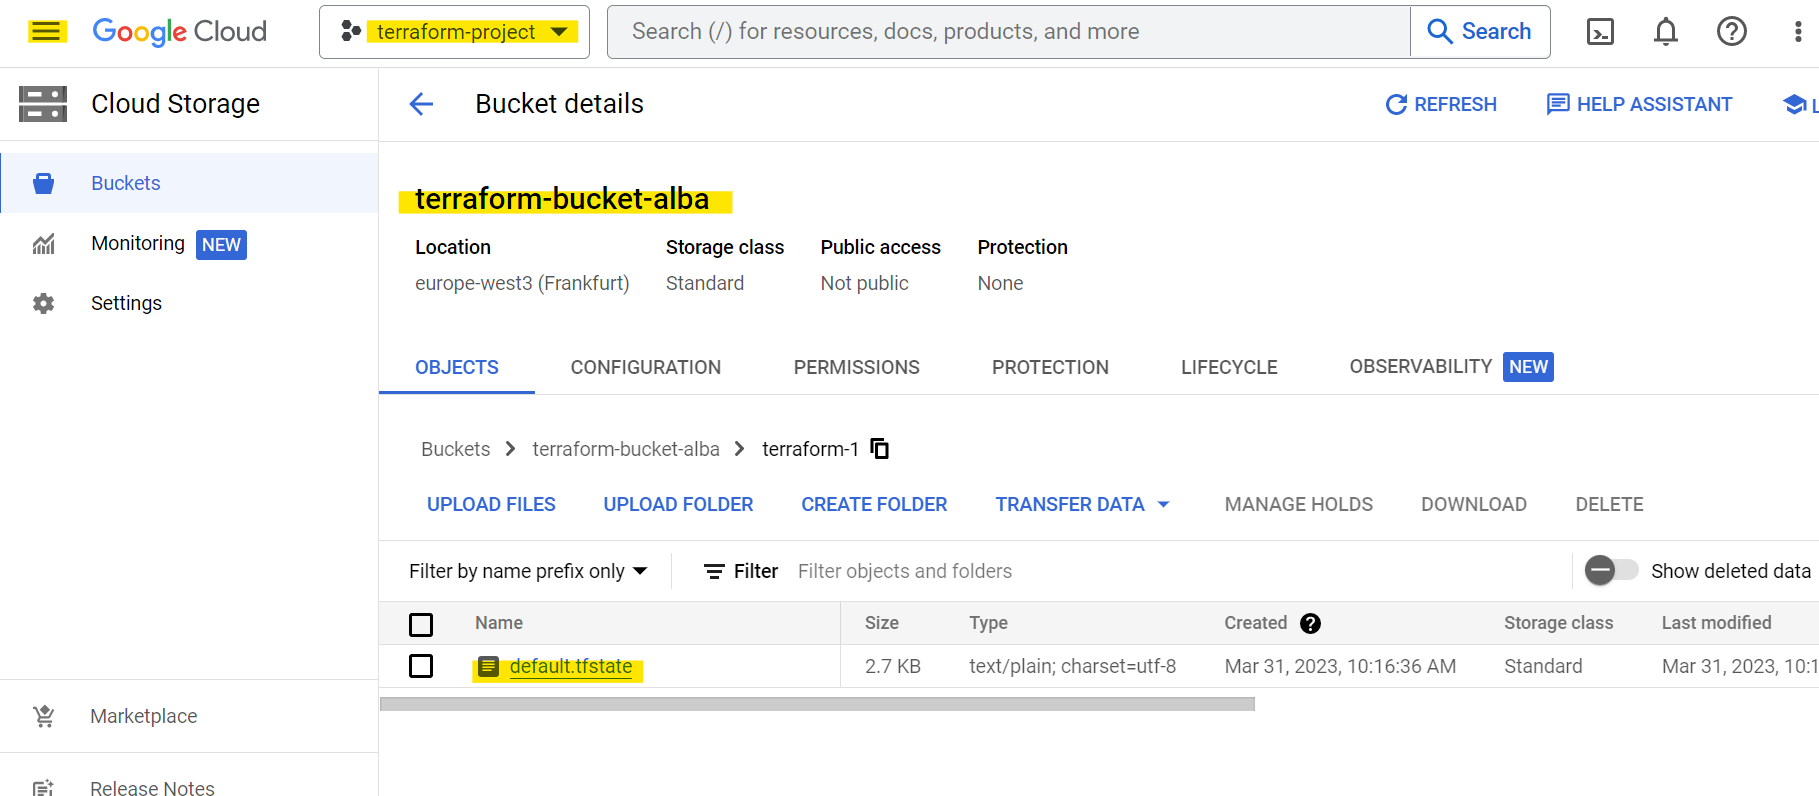 Google Cloud
terraform-project
Search (/) for resources, docs, products, and more
Search
Cloud Storage
Buckets
Monitoring NEW
Settings
Marketplace
Release Notes
Bucket details
REFRESH
HELP ASSISTANT
L
terraform-bucket-alba
Location Storage class Public access Protection
europe-west3 (Frankfurt) Standard Not public None
OBJECTS CONFIGURATION PERMISSIONS PROTECTION LIFECYCLE OBSERVABILITY NEW
Buckets > terraform-bucket-alba > terraform-1
UPLOAD FILES UPLOAD FOLDER CREATE FOLDER TRANSFER DATA MANAGE HOLDS DOWNLOAD DELETE
Filter by name prefix only Filter Filter objects and folders Show deleted data
Name Size Type Created Storage class Last modified
default.tfstate 2.7 KB text/plain; charset=utf-8 Mar 31, 2023, 10:16:36 AM Standard Mar 31, 2023, 10:1